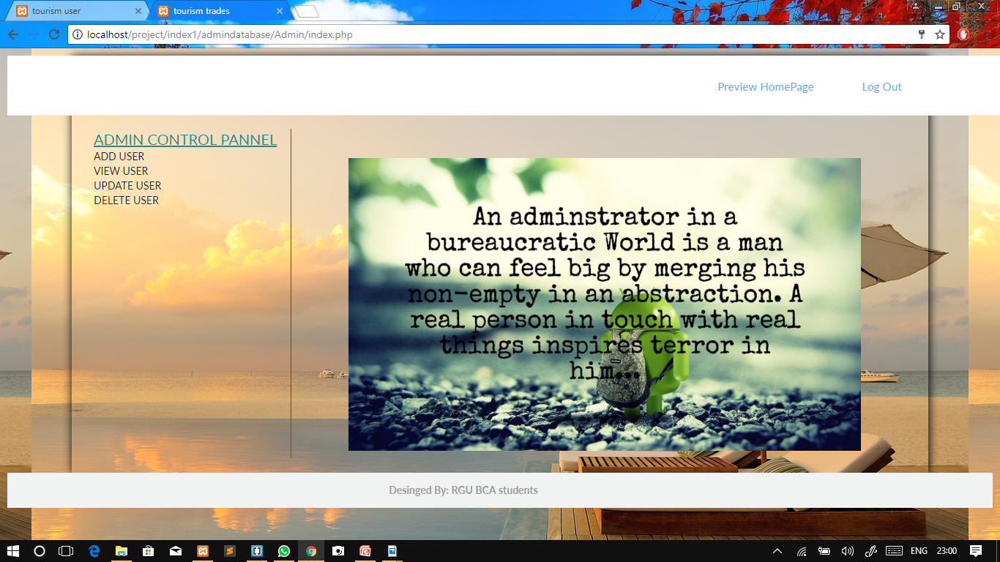 tourism user
tourism trades
localhost/project/index1/admindatabase/Admin/index.php
Preview HomePage
Log Out
ADMIN CONTROL PANNEL
ADD USER
VIEW USER
UPDATE USER
DELETE USER
An adminstrator in a
bureaucratic World is a man
who can feel big by merging his
non-empty in an abstraction. A
real person in touch with real
things inspires terror in
him...
Desinged By: RGU BCA students
ENG
23:00